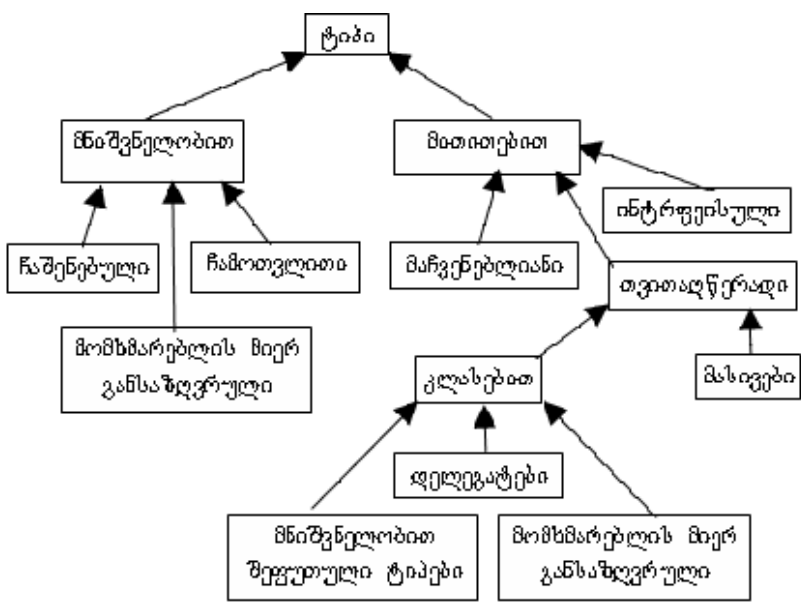 ტიპი
მნიშვნელობით
მითითებით
ინტრფეისული
ჩაშენებული
ჩამოთვლითი
მაჩვენებლიანი
თვითაღწერადი
მომხმარებლის მიერ
განსაზღვრული
კლასებით
მასივები
დელეგატები
მნიშვნელობით
შეფუთული ტიპები
მომხმარებლის მიერ
განსაზღვრული